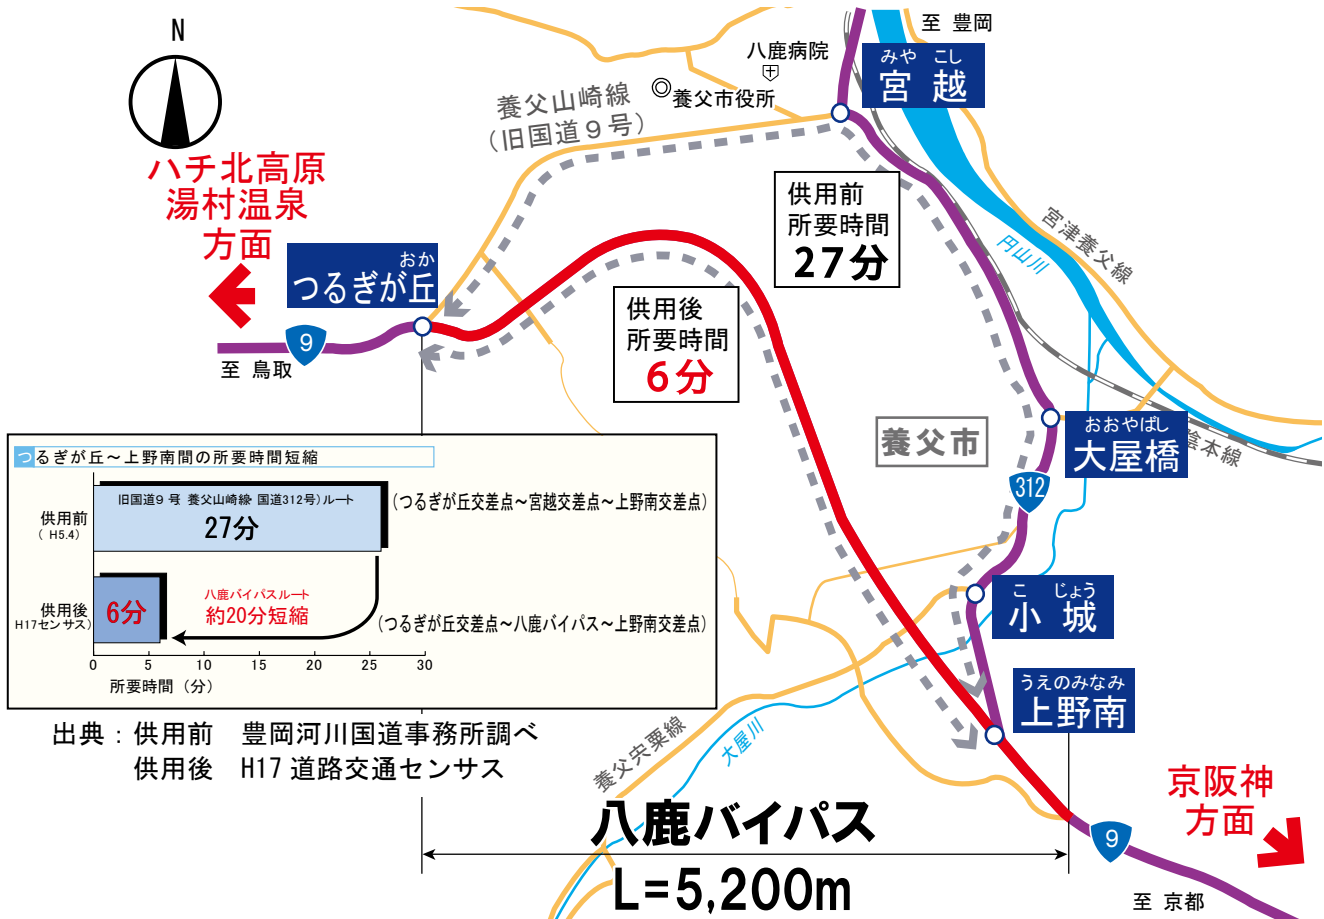 N
至 豊岡
八鹿病院
みや こし
宮 越
養父市役所
養父山崎線
(旧国道9号)
ハチ北高原
湯村温泉
方面
供用前
所要時間
27分
宮津養父線
円山川
おか
つるぎが丘
供用後
所要時間
6分
9
至 鳥取
養父市
おおやばし
大屋橋
陰本線
312
つるぎが丘～上野南間の所要時間短縮
旧国道9 号 養父山崎線 国道312号)ルート
27分
(つるぎが丘交差点～宮越交差点～上野南交差点)
供用前
( H5.4)
供用後
H17センサス)
6分
八鹿バイパスルート
約20分短縮
(つるぎが丘交差点～八鹿バイパス～上野南交差点)
0 5 10 15 20 25 30
所要時間 (分)
こ じょう
小 城
うえのみなみ
上野南
出典：供用前 豊岡河川国道事務所調べ
供用後 H17 道路交通センサス
養父宍粟線
大屋川
京阪神
方面
八鹿バイパス
L=5,200m
9
至 京都